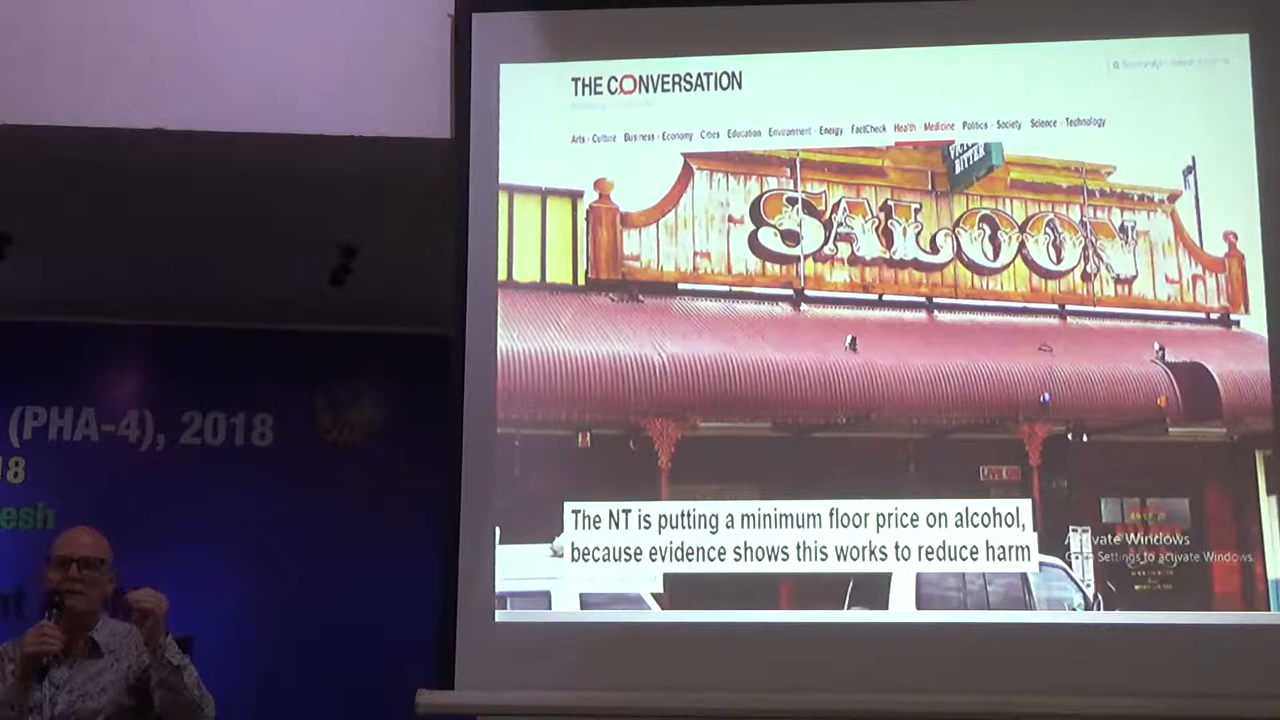 THE CONVERSATION
Arts + Culture Business + Economy Cities Education Environment + Energy FactCheck Health + Medicine Politics + Society Science + Technology
BITTER
SALOON
The NT is putting a minimum floor price on alcohol,
because evidence shows this works to reduce harm
Activate Windows
Go to Settings to activate Windows.
(PHA-4), 2018
18
esh